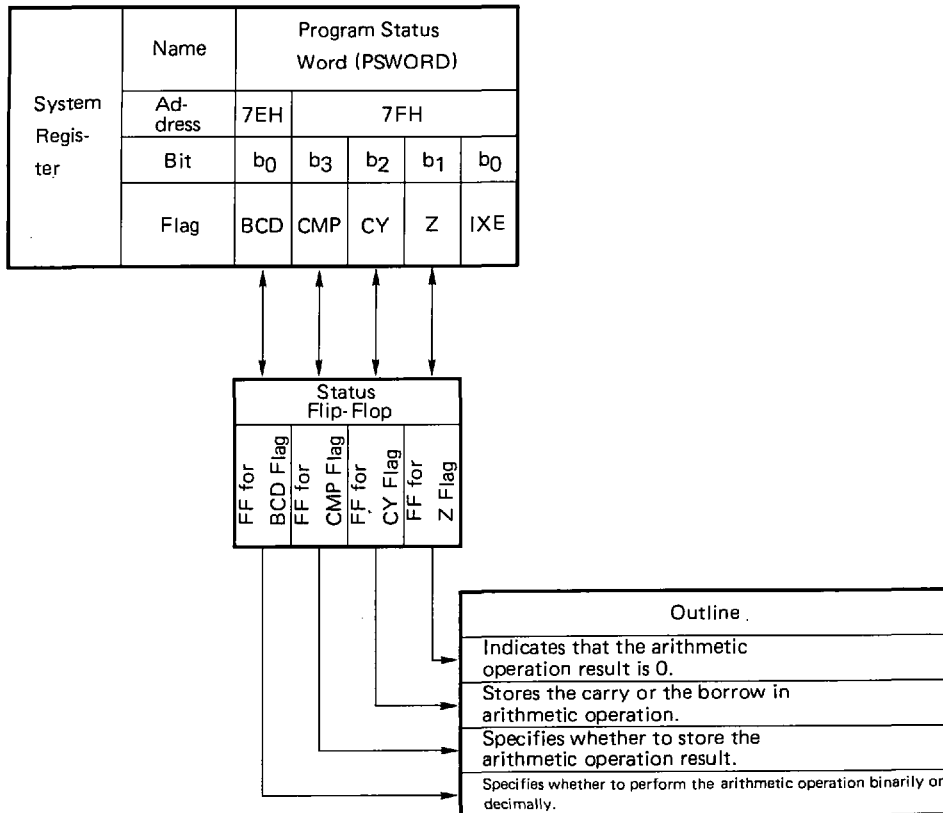 System
Regis-
ter
Name
Program Status
Word (PSWORD)
Ad-
dress
7EH
7FH
Bit
b0 b3 b2 b1 b0
Flag
BCD CMP CY Z IXE
Status
Flip-Flop
FF for
BCD Flag
FF for
CMP Flag
FF for
CY Flag
FF for
Z Flag
Outline
Indicates that the arithmetic
operation result is 0.
Stores the carry or the borrow in
arithmetic operation.
Specifies whether to store the
arithmetic operation result.
Specifies whether to perform the arithmetic operation binarily or
decimally.